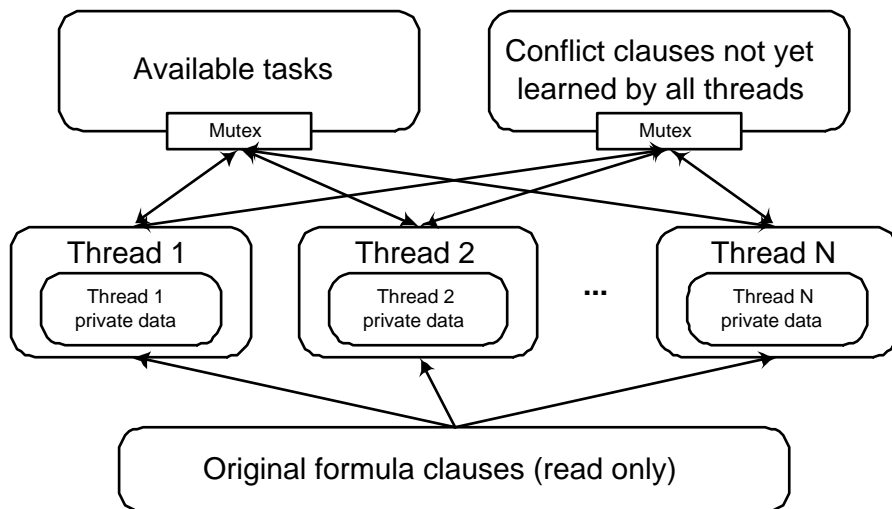 Available tasks
Conflict clauses not yet
learned by all threads
Mutex
Mutex
Thread 1
Thread 2
Thread N
Thread 1
private data
Thread 2
private data
...
Thread N
private data
Original formula clauses (read only)